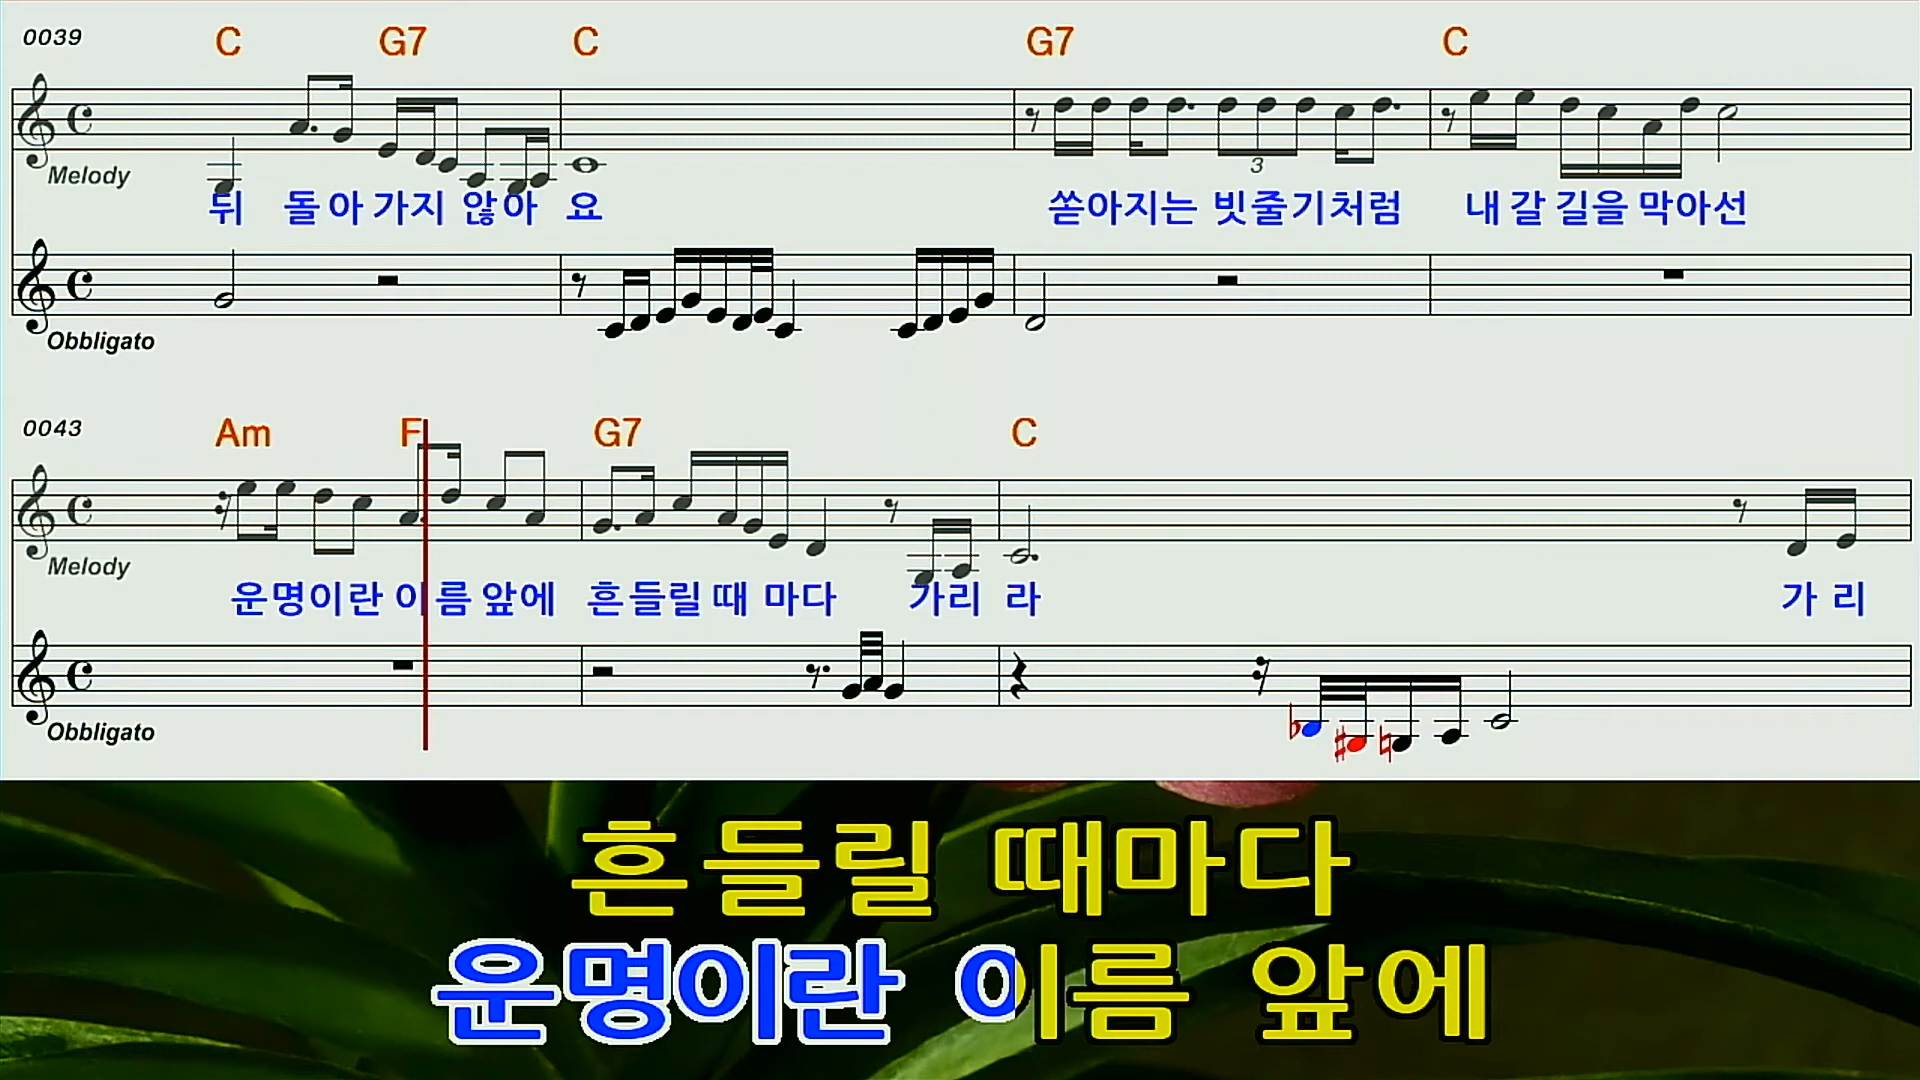 0039 C G7 C G7 C
3
Melody
뒤 돌아 가지 않아 요 쏟아지는 빗줄기처럼 내 갈 길을 막아선
Obbligato
0043 Am F G7 C
Melody
운명이란 이름 앞에 흔들릴 때 마다 가리 라 가 리
Obbligato
흔들릴 때마다
운명이란 이름 앞에